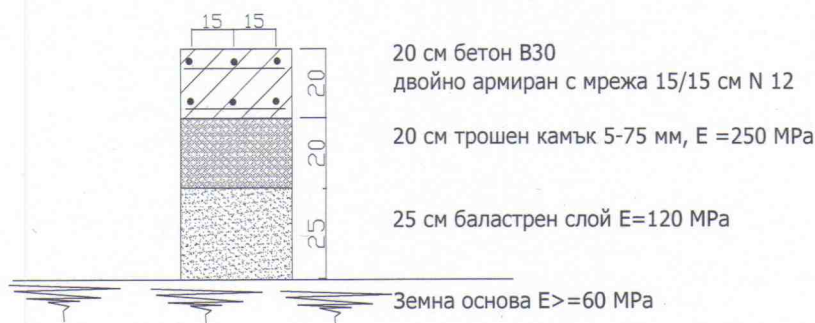 15 15
20 см бетон В30
двойно армиран с мрежа 15/15 см N 12
20
20 см трошен камък 5-75 мм, E =250 MPa
20
25 см баластрен слой E=120 MPa
25
Земна основа E>=60 MPa